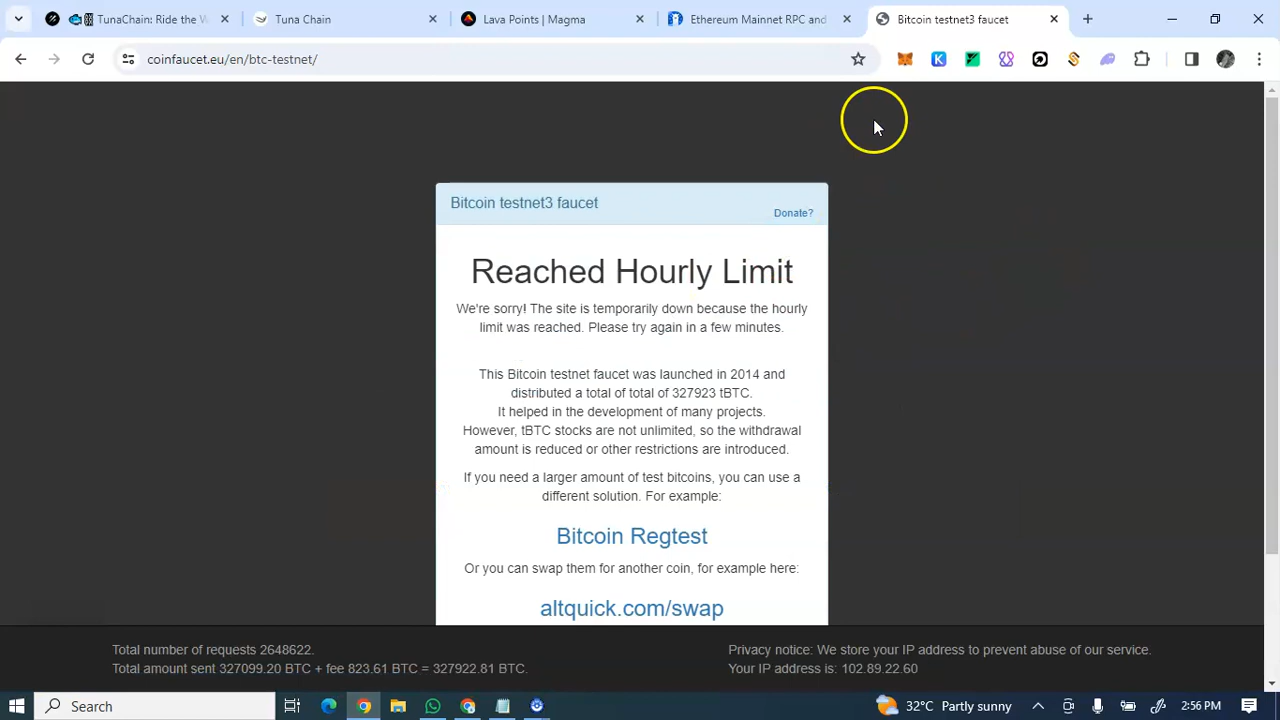 TunaChain: Ride the W
Tuna Chain
Lava Points | Magma
Ethereum Mainnet RPC and
Bitcoin testnet3 faucet
coinfaucet.eu/en/btc-testnet/
Bitcoin testnet3 faucet
Donate?
Reached Hourly Limit
We're sorry! The site is temporarily down because the hourly
limit was reached. Please try again in a few minutes.
This Bitcoin testnet faucet was launched in 2014 and
distributed a total of total of 327923 tBTC.
It helped in the development of many projects.
However, tBTC stocks are not unlimited, so the withdrawal
amount is reduced or other restrictions are introduced.
If you need a larger amount of test bitcoins, you can use a
different solution. For example:
Bitcoin Regtest
Or you can swap them for another coin, for example here:
altquick.com/swap
Total number of requests 2648622.
Total amount sent 327099.20 BTC + fee 823.61 BTC = 327922.81 BTC.
Privacy notice: We store your IP address to prevent abuse of our service.
Your IP address is: 102.89.22.60
Search
32°C Partly sunny
2:56 PM